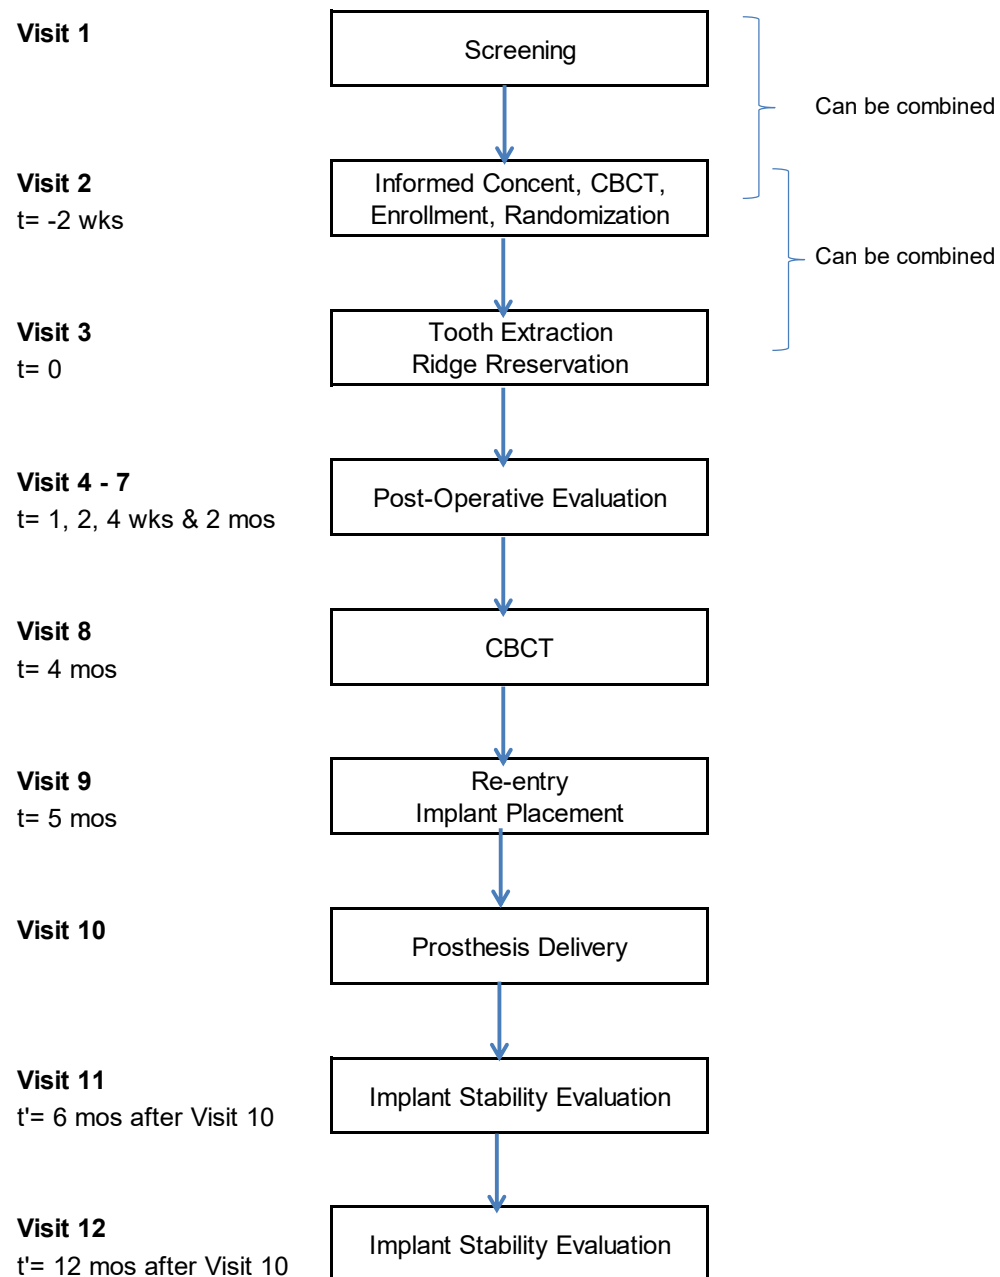 Visit 1
Screening
Can be combined
Visit 2
t= -2 wks
Informed Concent, CBCT,
Enrollment, Randomization
Can be combined
Visit 3
t= 0
Tooth Extraction
Ridge Rreservation
Visit 4 - 7
t= 1, 2, 4 wks & 2 mos
Post-Operative Evaluation
Visit 8
t= 4 mos
CBCT
Visit 9
t= 5 mos
Re-entry
Implant Placement
Visit 10
Prosthesis Delivery
Visit 11
t'= 6 mos after Visit 10
Implant Stability Evaluation
Visit 12
t'= 12 mos after Visit 10
Implant Stability Evaluation